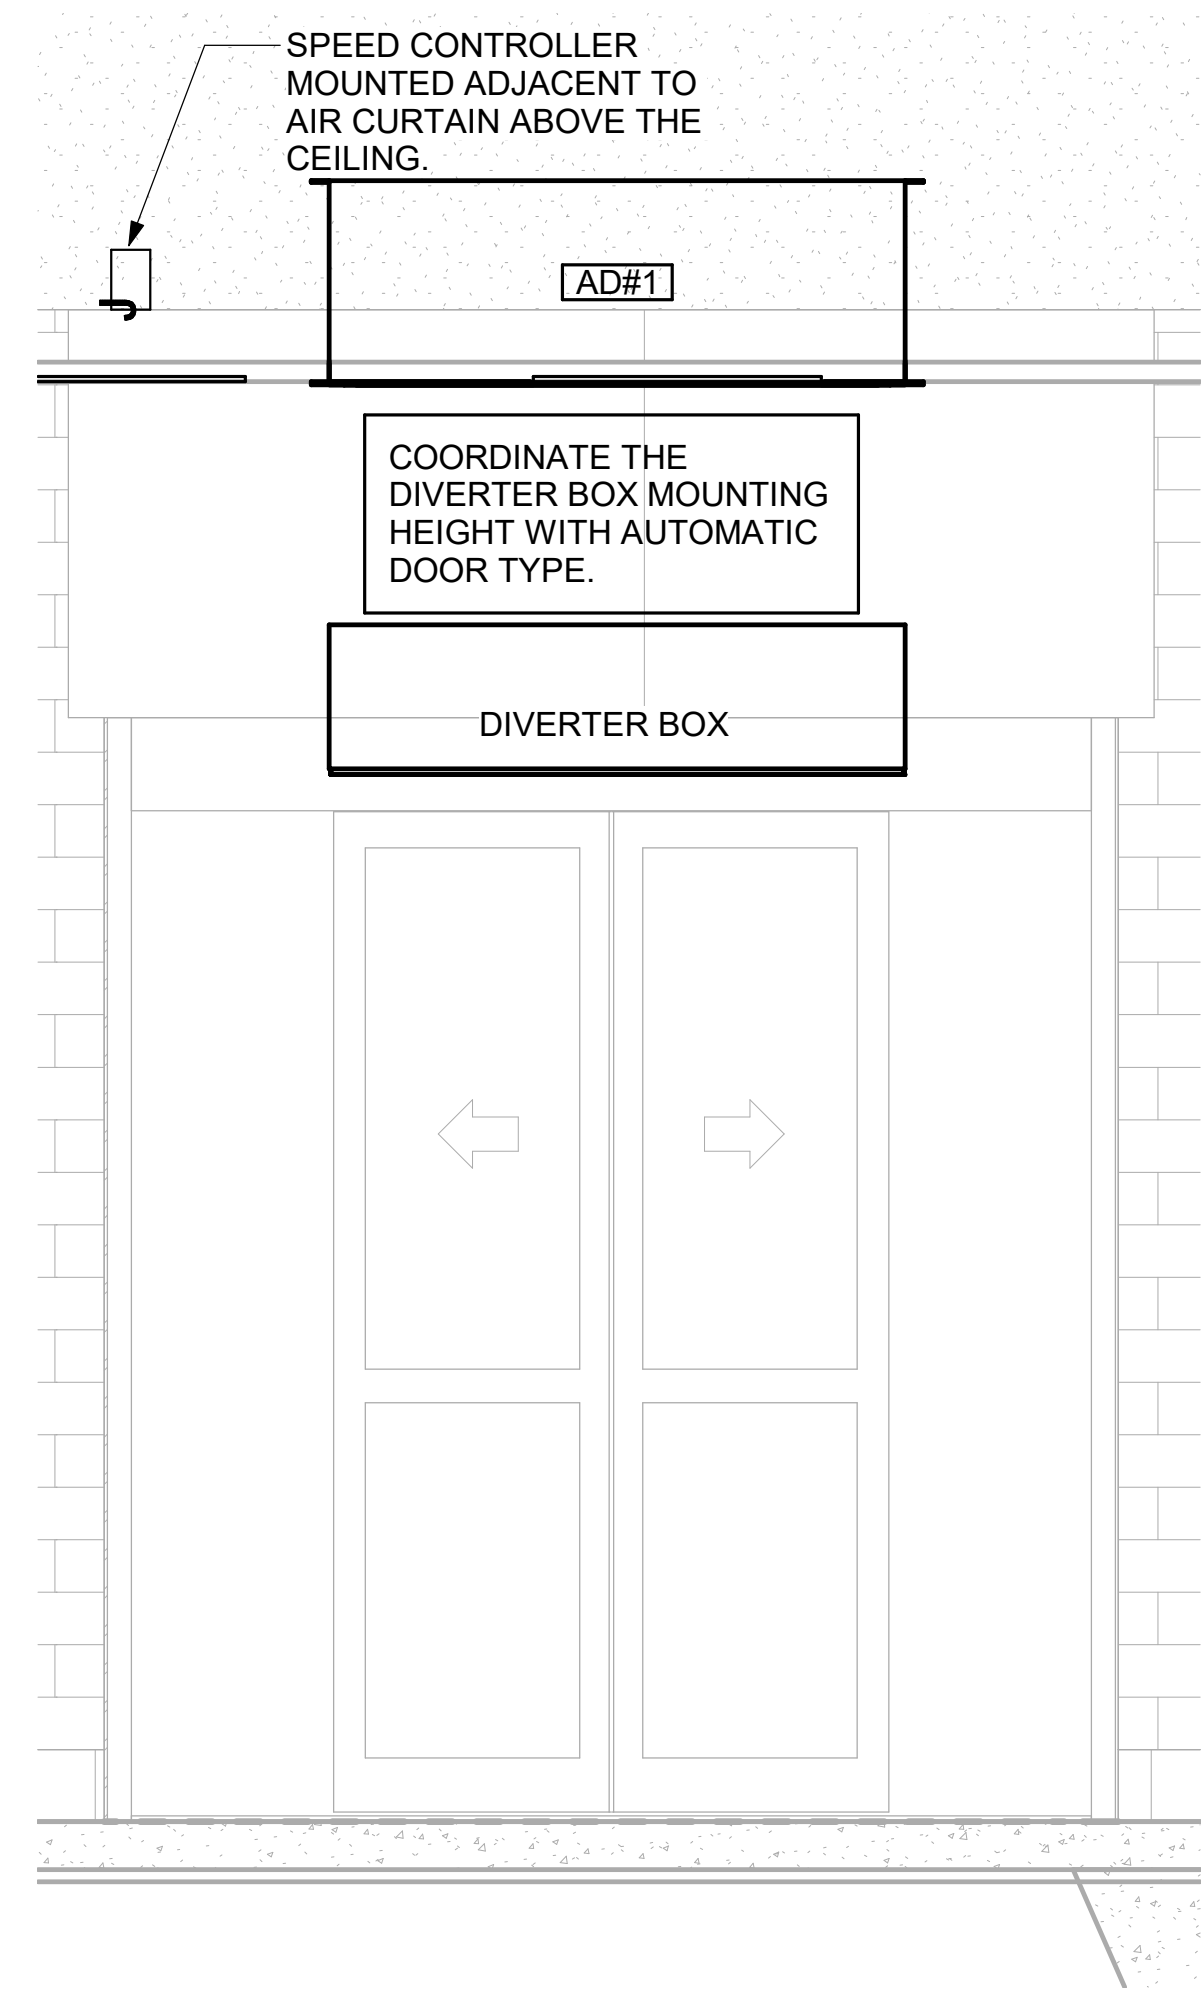 SPEED CONTROLLER
MOUNTED ADJACENT TO
AIR CURTAIN ABOVE THE
CEILING.
AD#1
COORDINATE THE
DIVERTER BOX MOUNTING
HEIGHT WITH AUTOMATIC
DOOR TYPE.
DIVERTER BOX